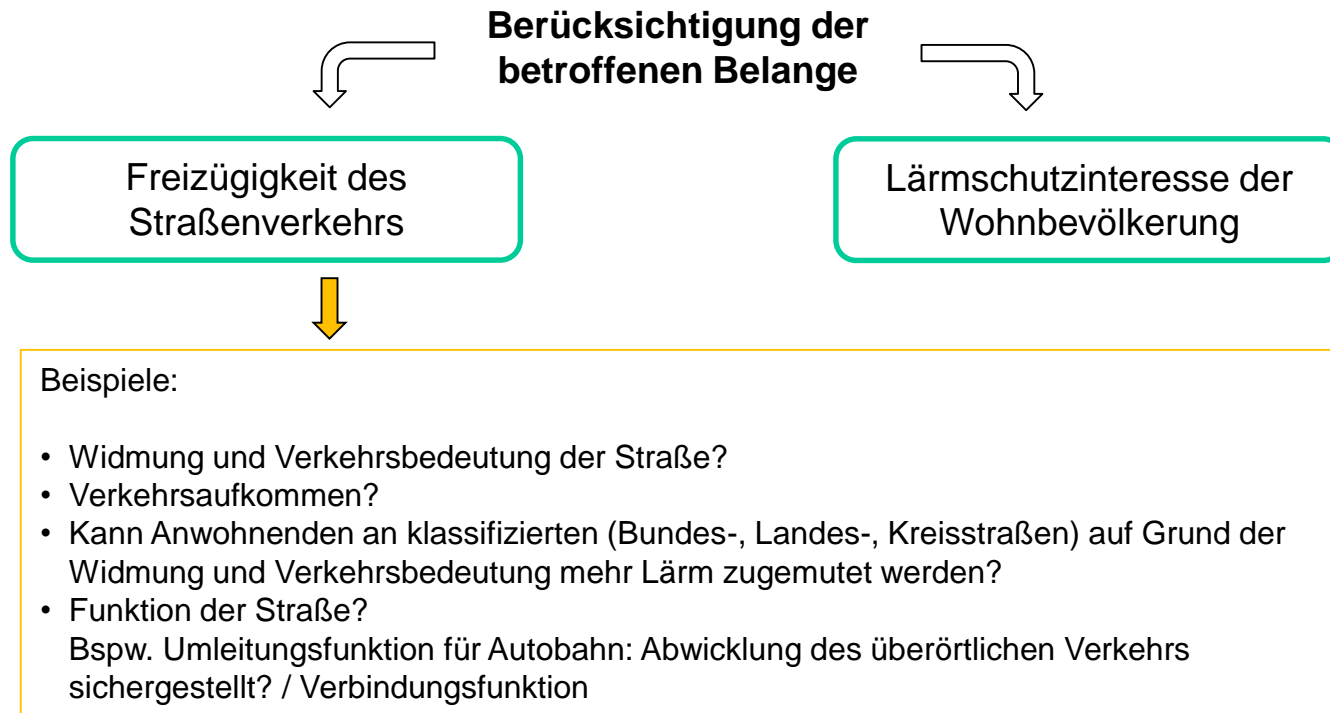 Berücksichtigung der
betroffenen Belange
Freizügigkeit des
Straßenverkehrs
Lärmschutzinteresse der
Wohnbevölkerung
Beispiele:
• Widmung und Verkehrsbedeutung der Straße?
• Verkehrsaufkommen?
• Kann Anwohnenden an klassifizierten (Bundes-, Landes-, Kreisstraßen) auf Grund der
Widmung und Verkehrsbedeutung mehr Lärm zugemutet werden?
• Funktion der Straße?
Bspw. Umleitungsfunktion für Autobahn: Abwicklung des überörtlichen Verkehrs
sichergestellt? / Verbindungsfunktion